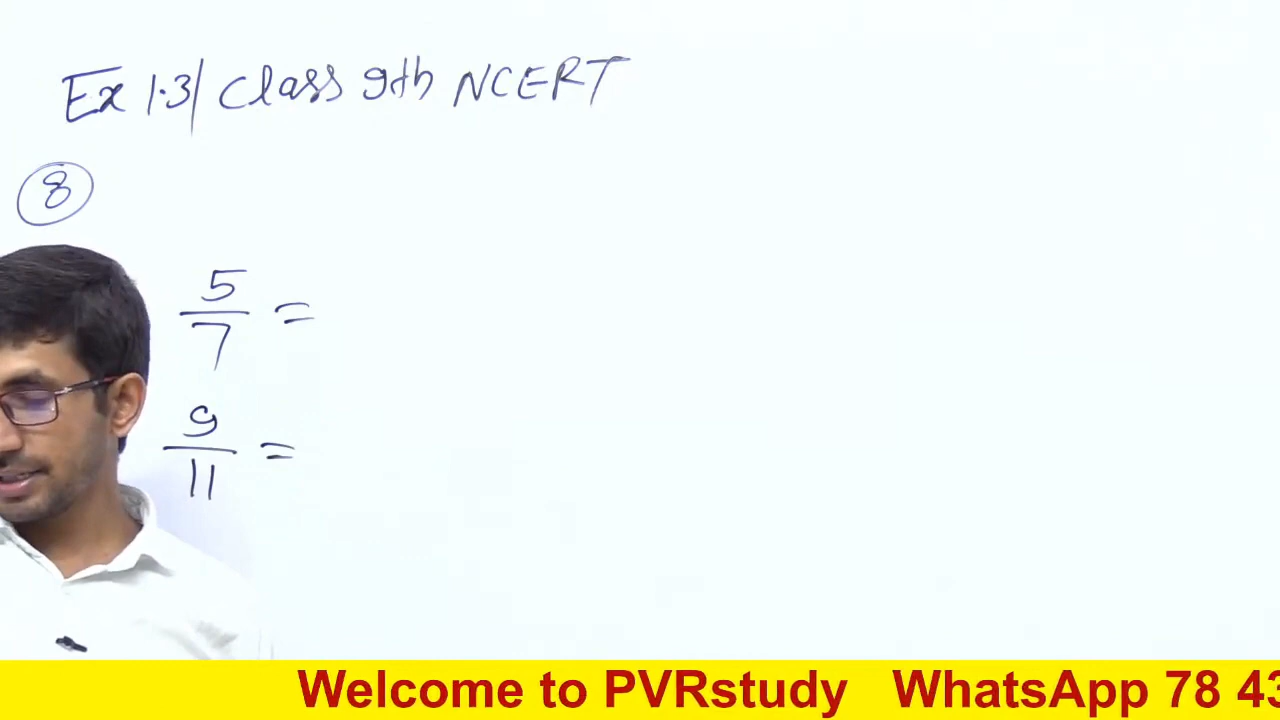 Ex 1.3| Class 9th NCERT
8
5/7 =
9/11 =
Welcome to PVRstudy WhatsApp 78 43